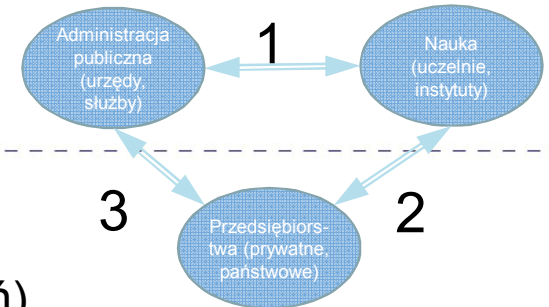 Administracja
publiczna
(urzędy,
służby)
1
Nauka
(uczelnie,
instytuty)
3
2
Przedsiębiors-
twa (prywatne,
państwowe)